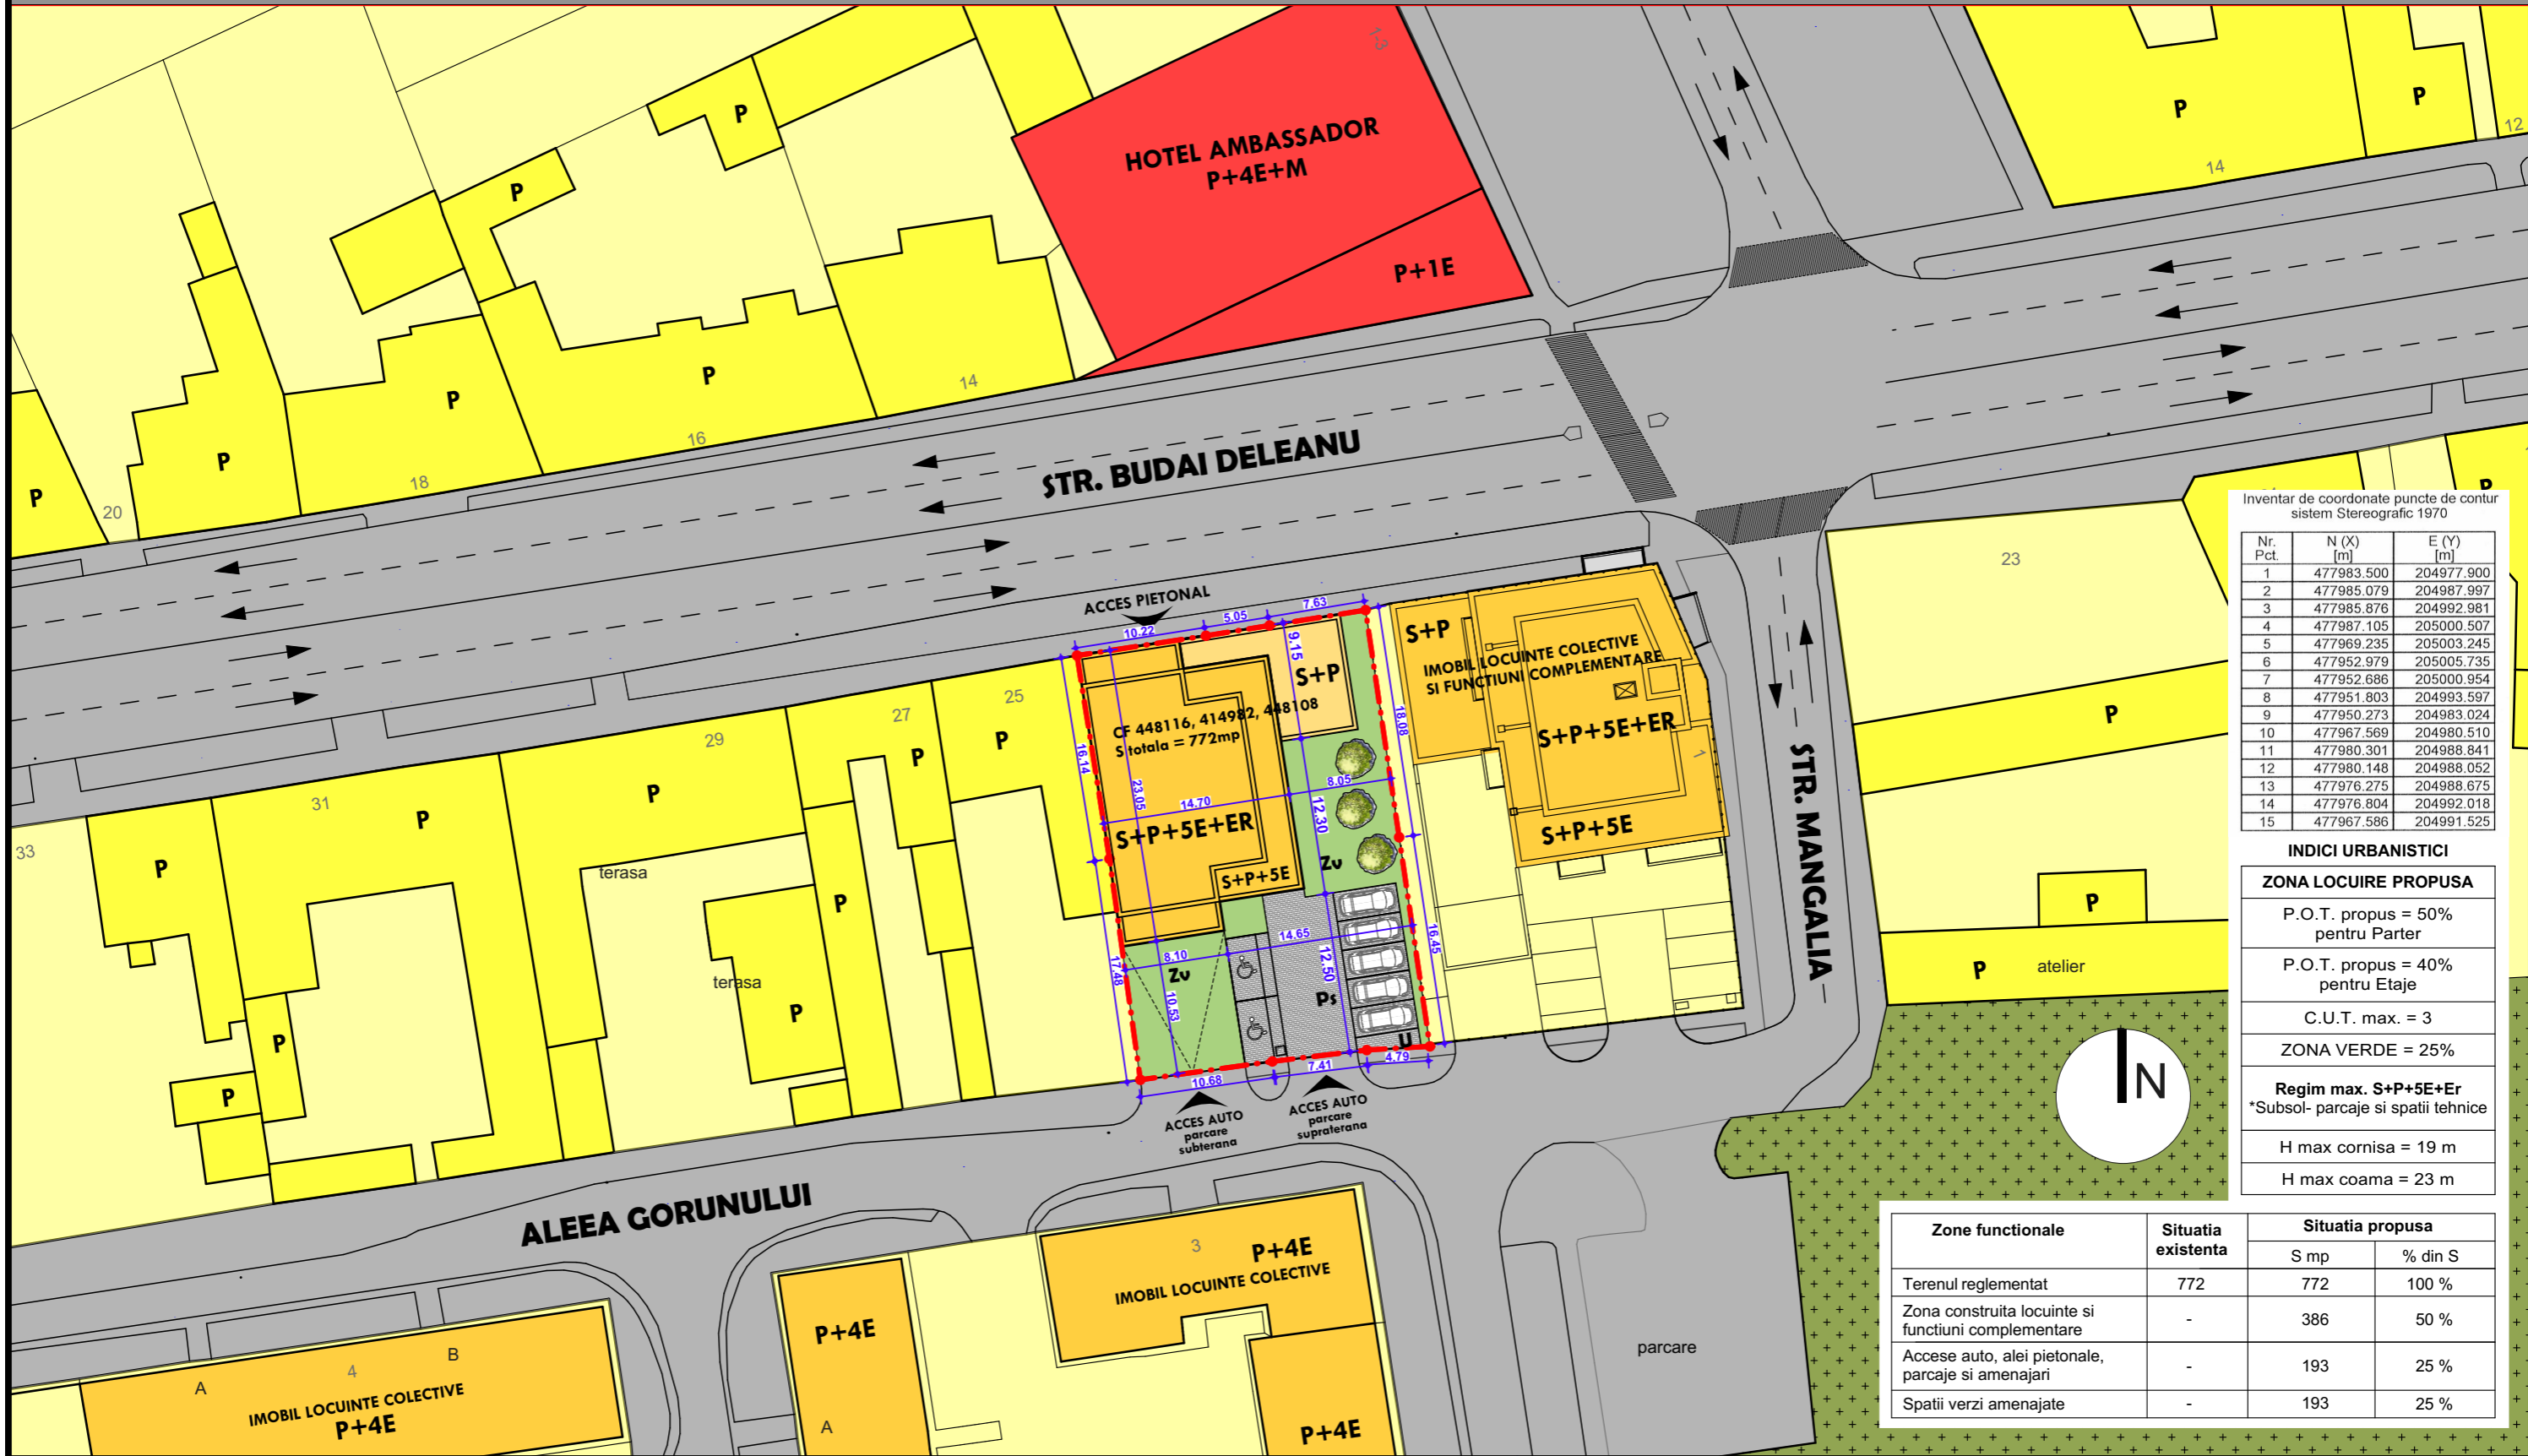 1-3
HOTEL AMBASSADOR
P+4E+M
P+1E
P
P
P
14
12
P
P
P
P
P
20
18
16
14
STR. BUDAI DELEANU
ACCES PIETONAL
10.22
5.05
7.63
9.15
S+P
CF 448116, 414982, 448108
S totala = 772mp
16.14
23.05
14.70
18.08
8.05
12.30
S+P+5E+ER
S+P+5E
Zv
14.65
8.10
Zv
17.48
10.53
12.50
16.45
Ps
U
10.68
7.41
4.79
ACCES AUTO
parcare
subterana
ACCES AUTO
parcare
supraterana
S+P
IMOBIL LOCUINTE COLECTIVE
SI FUNCTIUNI COMPLEMENTARE
S+P+5E+ER
1
S+P+5E
STR. MANGALIA
23
P
P
P
P
atelier
25
P
27
P
29
P
31
P
33
P
terasa
terasa
P
P
P
P
ALEEA GORUNULUI
4
B
A
IMOBIL LOCUINTE COLECTIVE
P+4E
P+4E
A
3
P+4E
IMOBIL LOCUINTE COLECTIVE
P+4E
parcare
N
Inventar de coordonate puncte de contur
sistem Stereografic 1970
Nr. Pct. N (X) [m] E (Y) [m]
1 477983.500 204977.900
2 477985.079 204987.997
3 477985.876 204992.981
4 477987.105 205000.507
5 477969.235 205003.245
6 477952.979 205005.735
7 477952.686 205000.954
8 477951.803 204993.597
9 477950.273 204983.024
10 477967.569 204980.510
11 477980.301 204988.841
12 477980.148 204988.052
13 477976.275 204988.675
14 477976.804 204992.018
15 477967.586 204991.525
INDICI URBANISTICI
ZONA LOCUIRE PROPUSA
P.O.T. propus = 50%
pentru Parter
P.O.T. propus = 40%
pentru Etaje
C.U.T. max. = 3
ZONA VERDE = 25%
Regim max. S+P+5E+Er
*Subsol- parcaje si spatii tehnice
H max cornisa = 19 m
H max coama = 23 m
Zone functionale Situatia existenta Situatia propusa
S mp % din S
Terenul reglementat 772 772 100 %
Zona construita locuinte si
functiuni complementare - 386 50 %
Accese auto, alei pietonale,
parcaje si amenajari - 193 25 %
Spatii verzi amenajate - 193 25 %